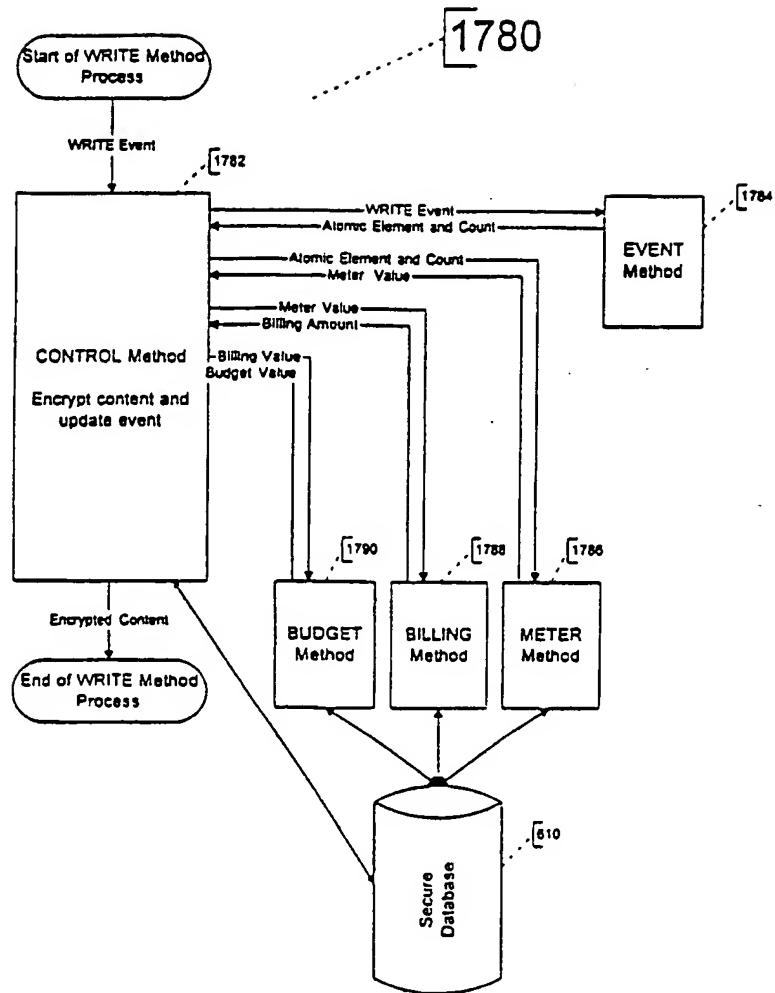 1780
Start of WRITE Method
Process
WRITE Event
1782
WRITE Event
Atomic Element and Count
1784
EVENT
Method
Atomic Element and Count
Meter Value
Meter Value
Billing Amount
CONTROL Method
Encrypt content and
update event
Billing Value
Budget Value
1790
1788
1786
BUDGET
Method
BILLING
Method
METER
Method
Encrypted Content
End of WRITE Method
Process
610
Secure
Database